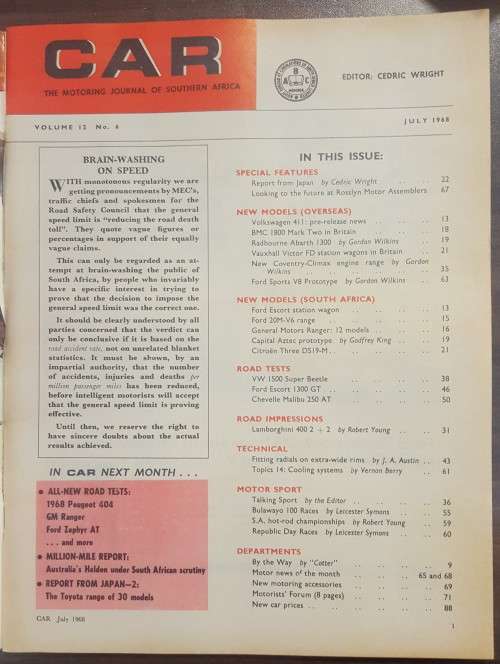 CAR
THE MOTORING JOURNAL OF SOUTHERN AFRICA
EDITOR: CEDRIC WRIGHT
VOLUME 12 No. 6
JULY 1968
BRAIN-WASHING
ON SPEED
WITH monotonous regularity we are
getting pronouncements by MEC's,
traffic chiefs and spokesmen for the
Road Safety Council that the general
speed limit is "reducing the road death
toll". They quote vague figures or
percentages in support of their equally
vague claims.
This can only be regarded as an at-
tempt at brain-washing the public of
South Africa, by people who invariably
have a specific interest in trying to
prove that the decision to impose the
general speed limit was the correct one.
It should be clearly understood by all
parties concerned that the verdict can
only be conclusive if it is based on the
road accident rate, not on unrelated blanket
statistics. It must be shown, by an
impartial authority, that the number
of accidents, injuries and deaths per
million passenger miles has been reduced,
before intelligent motorists will accept
that the general speed limit is proving
effective.
Until then, we reserve the right to
have sincere doubts about the actual
results achieved.
IN CAR NEXT MONTH . . .
● ALL-NEW ROAD TESTS:
1968 Peugeot 404
GM Ranger
Ford Zephyr AT
. . . and more
● MILLION-MILE REPORT:
Australia's Holden under South African scrutiny
● REPORT FROM JAPAN—2:
The Toyota range of 30 models
IN THIS ISSUE:
SPECIAL FEATURES
Report from Japan by Cedric Wright .. .. .. 22
Looking to the future at Rosslyn Motor Assemblers 67
NEW MODELS (OVERSEAS)
Volkswagen 411: pre-release news .. .. .. 13
BMC 1800 Mark Two in Britain .. .. .. 18
Radbourne Abarth 1300 by Gordon Wilkins .. .. 19
Vauxhall Victor FD station wagons in Britain .. 21
New Coventry-Climax engine range by Gordon
Wilkins .. .. .. .. .. 35
Ford Sports V8 Prototype by Gordon Wilkins .. .. 63
NEW MODELS (SOUTH AFRICA)
Ford Escort station wagon .. .. .. .. 13
Ford 20M-V6 range .. .. .. .. 15
General Motors Ranger: 12 models .. .. .. 16
Capital Aztec prototype by Godfrey King .. .. 19
Citroën Three DS19-M .. .. .. .. 21
ROAD TESTS
VW 1500 Super Beetle .. .. .. .. 38
Ford Escort 1300 GT .. .. .. .. 46
Chevelle Malibu 250 AT .. .. .. .. 50
ROAD IMPRESSIONS
Lamborghini 400 2 + 2 by Robert Young .. .. 31
TECHNICAL
Fitting radials on extra-wide rims by J. A. Austin .. 43
Topics 14: Cooling systems by Vernon Berry .. 61
MOTOR SPORT
Talking Sport by the Editor .. .. .. .. 36
Bulawayo 100 Races by Leicester Symons .. .. 55
S.A. hot-rod championships by Robert Young .. 59
Republic Day Races by Leicester Symons .. .. 60
DEPARTMENTS
By the Way by "Cotter" .. .. .. .. 9
Motor news of the month .. .. .. 65 and 68
New motoring accessories .. .. .. .. 69
Motorists' Forum (8 pages) .. .. .. .. 71
New car prices .. .. .. .. .. 88
CAR July 1968
1